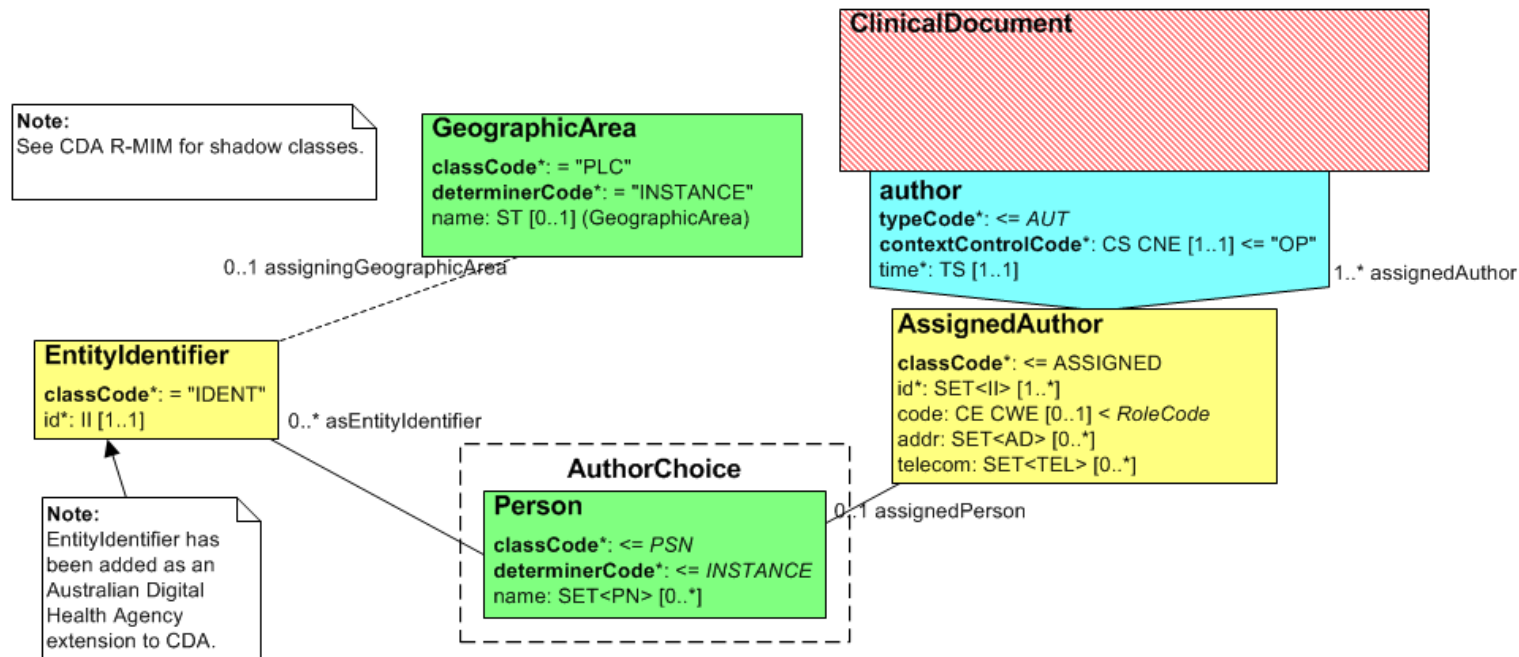 ClinicalDocument
Note:
See CDA R-MIM for shadow classes.
GeographicArea
classCode*: = "PLC"
determinerCode*: = "INSTANCE"
name: ST [0..1] (GeographicArea)
author
typeCode*: <= AUT
contextControlCode*: CS CNE [1..1] <= "OP"
time*: TS [1..1]
0..1 assigningGeographicArea
1..* assignedAuthor
EntityIdentifier
classCode*: = "IDENT"
id*: II [1..1]
AssignedAuthor
classCode*: <= ASSIGNED
id*: SET<II> [1..*]
code: CE CWE [0..1] < RoleCode
addr: SET<AD> [0..*]
telecom: SET<TEL> [0..*]
0..* asEntityIdentifier
AuthorChoice
Person
classCode*: <= PSN
determinerCode*: <= INSTANCE
name: SET<PN> [0..*]
0..1 assignedPerson
Note:
EntityIdentifier has
been added as an
Australian Digital
Health Agency
extension to CDA.